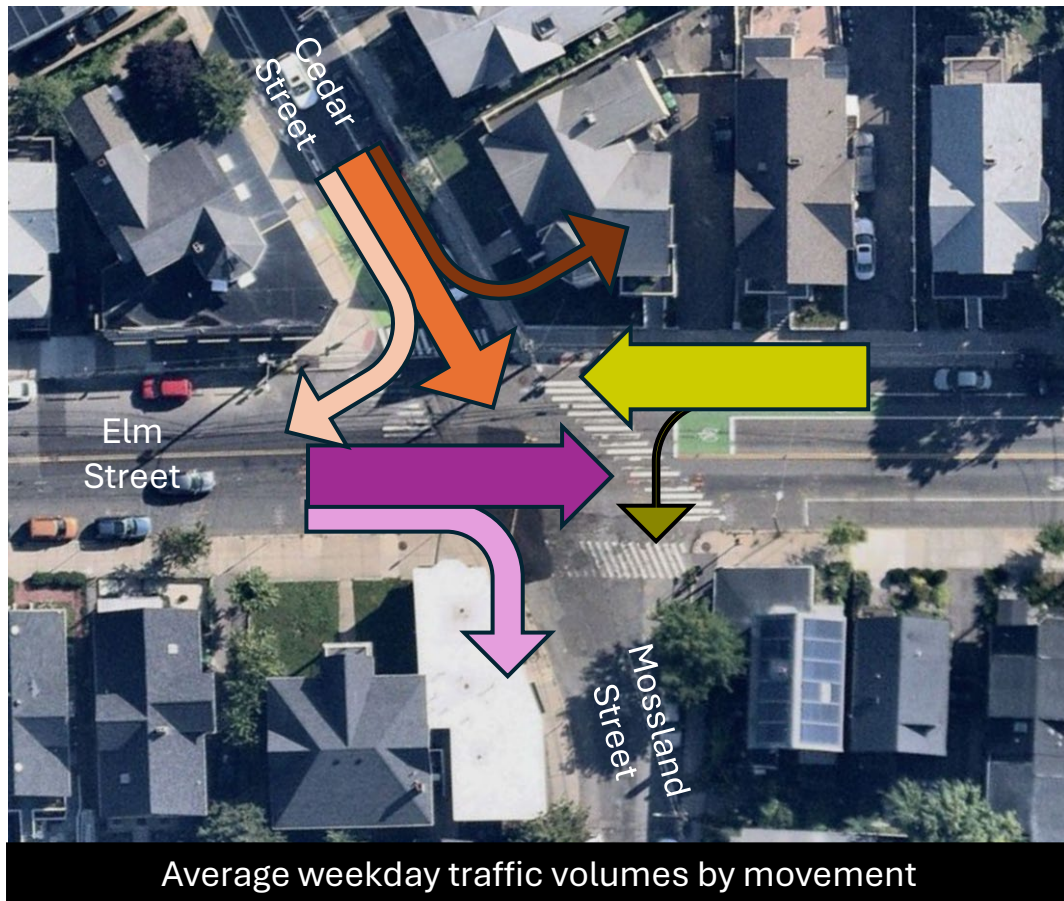 Cedar
Street
Elm
Street
Mossland
Street
Average weekday traffic volumes by movement